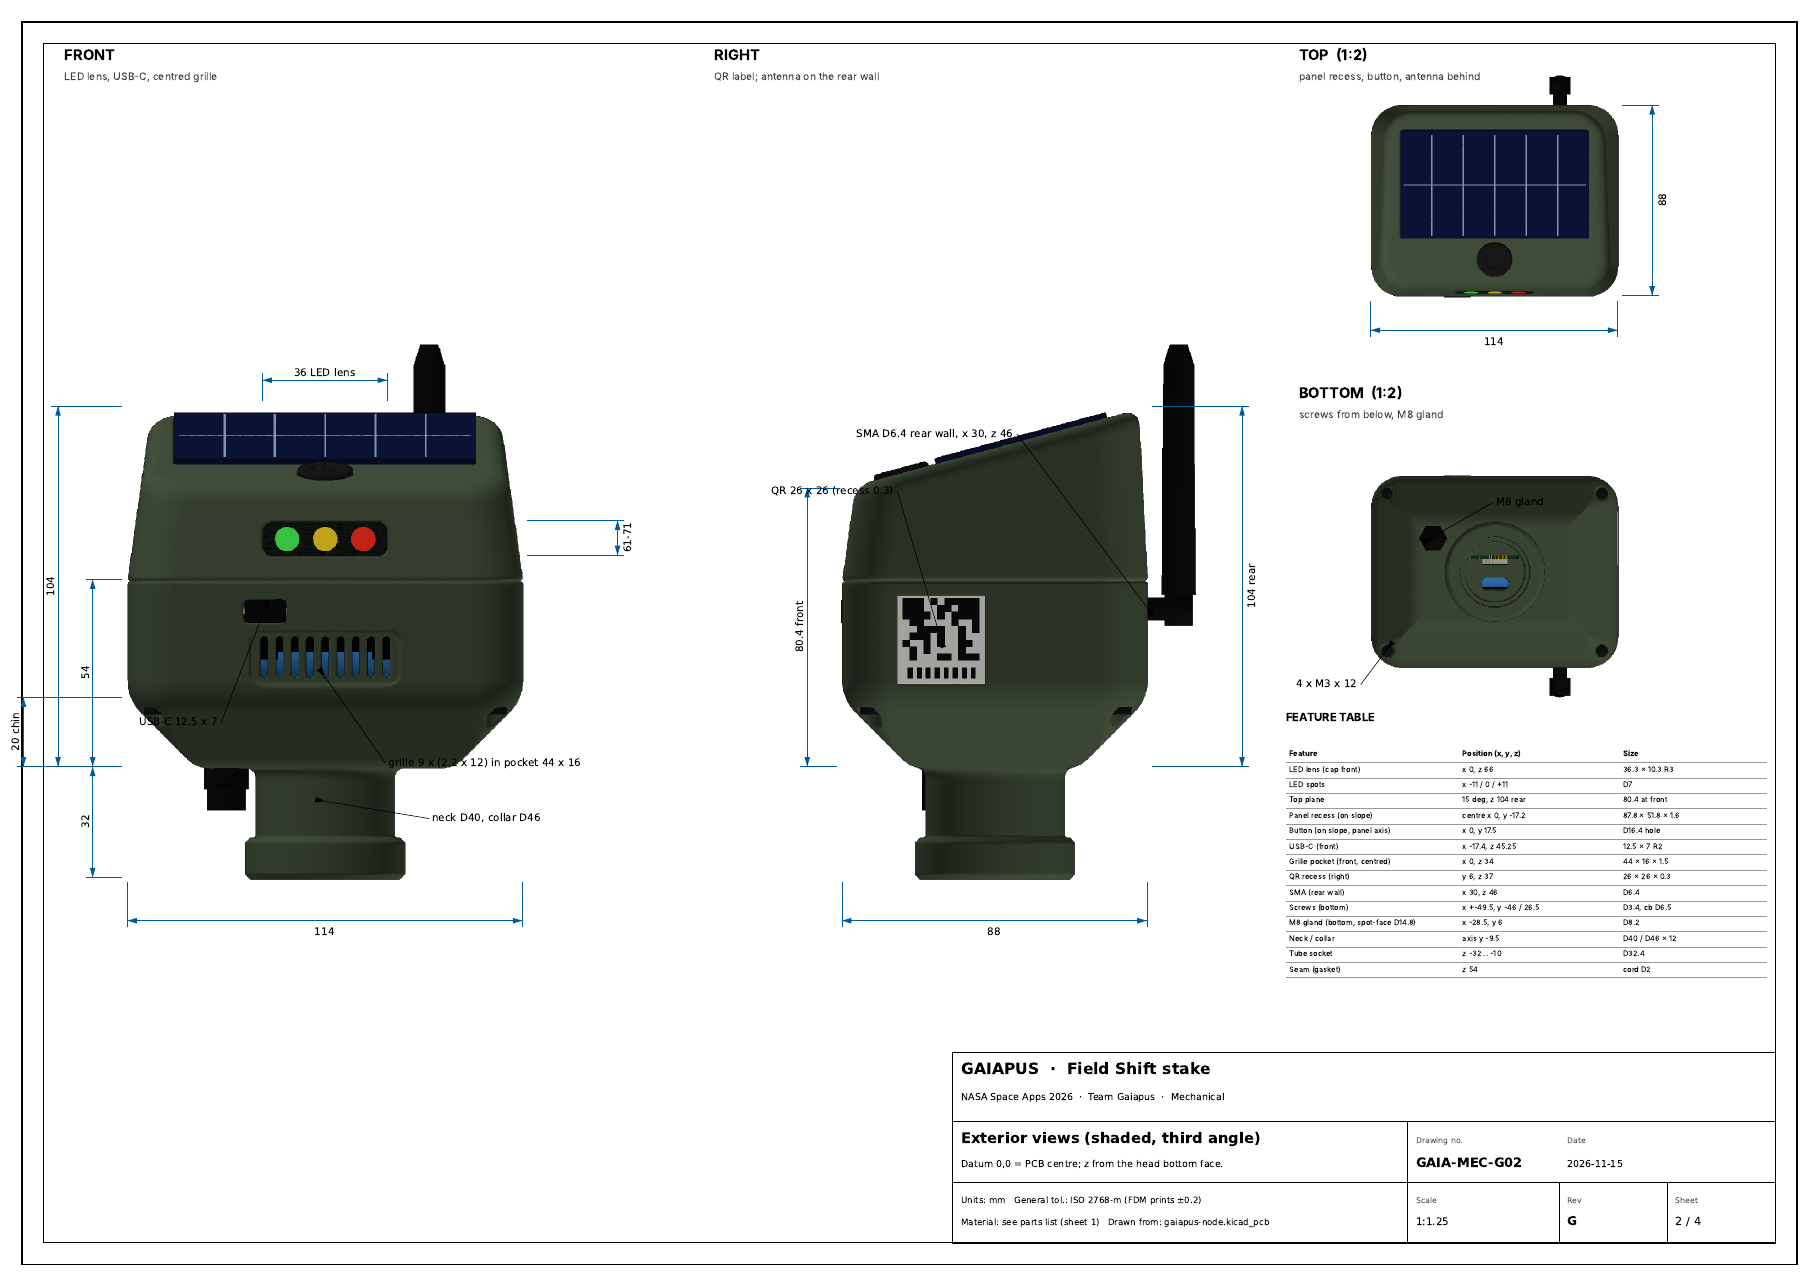 FRONT
LED lens, USB-C, centred grille
RIGHT
QR label; antenna on the rear wall
TOP (1:2)
panel recess, button, antenna behind
88
114
36 LED lens
61-71
104
54
20 chin
32
USB-C 12.5 x 7
grille 9 x (2.2 x 12) in pocket 44 x 16
neck D40, collar D46
114
SMA D6.4 rear wall, x 30, z 46
QR 26 x 26 (recess 0.3)
80.4 front
104 rear
88
BOTTOM (1:2)
screws from below, M8 gland
M8 gland
4 x M3 x 12
FEATURE TABLE
Feature Position (x, y, z) Size
LED lens (cap front) x 0, z 66 36.3 × 10.3 R3
LED spots x -11 / 0 / +11 D7
Top plane 15 deg, z 104 rear 80.4 at front
Panel recess (on slope) centre x 0, y -17.2 87.8 × 51.8 × 1.6
Button (on slope, panel axis) x 0, y 17.5 D16.4 hole
USB-C (front) x -17.4, z 45.25 12.5 × 7 R2
Grille pocket (front, centred) x 0, z 34 44 × 16 × 1.5
QR recess (right) y 6, z 37 26 × 26 × 0.3
SMA (rear wall) x 30, z 46 D6.4
Screws (bottom) x +-49.5, y -46 / 26.5 D3.4, cb D6.5
M8 gland (bottom, spot-face D14.8) x -28.5, y 6 D8.2
Neck / collar axis y -9.5 D40 / D46 × 12
Tube socket z -32 .. -10 D32.4
Seam (gasket) z 54 cord D2
GAIAPUS · Field Shift stake
NASA Space Apps 2026 · Team Gaiapus · Mechanical
Exterior views (shaded, third angle)
Datum 0,0 = PCB centre; z from the head bottom face.
Drawing no. Date
GAIA-MEC-G02 2026-11-15
Units: mm General tol.: ISO 2768-m (FDM prints ±0.2)
Material: see parts list (sheet 1) Drawn from: gaiapus-node.kicad_pcb
Scale Rev Sheet
1:1.25 G 2 / 4